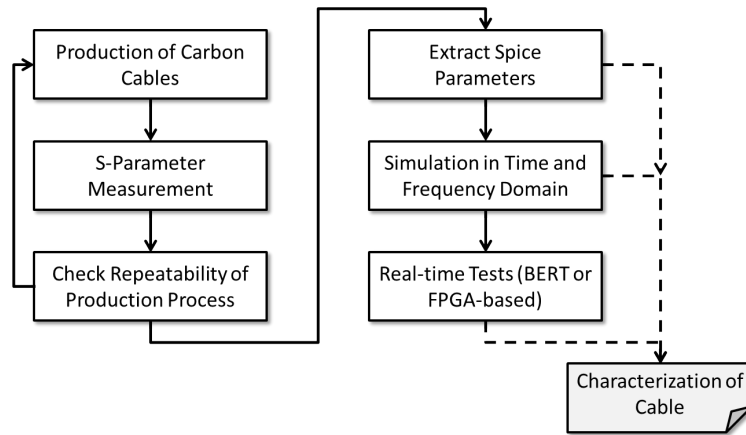 Production of Carbon
Cables
S-Parameter
Measurement
Check Repeatability of
Production Process
Extract Spice
Parameters
Simulation in Time and
Frequency Domain
Real-time Tests (BERT or
FPGA-based)
Characterization of
Cable